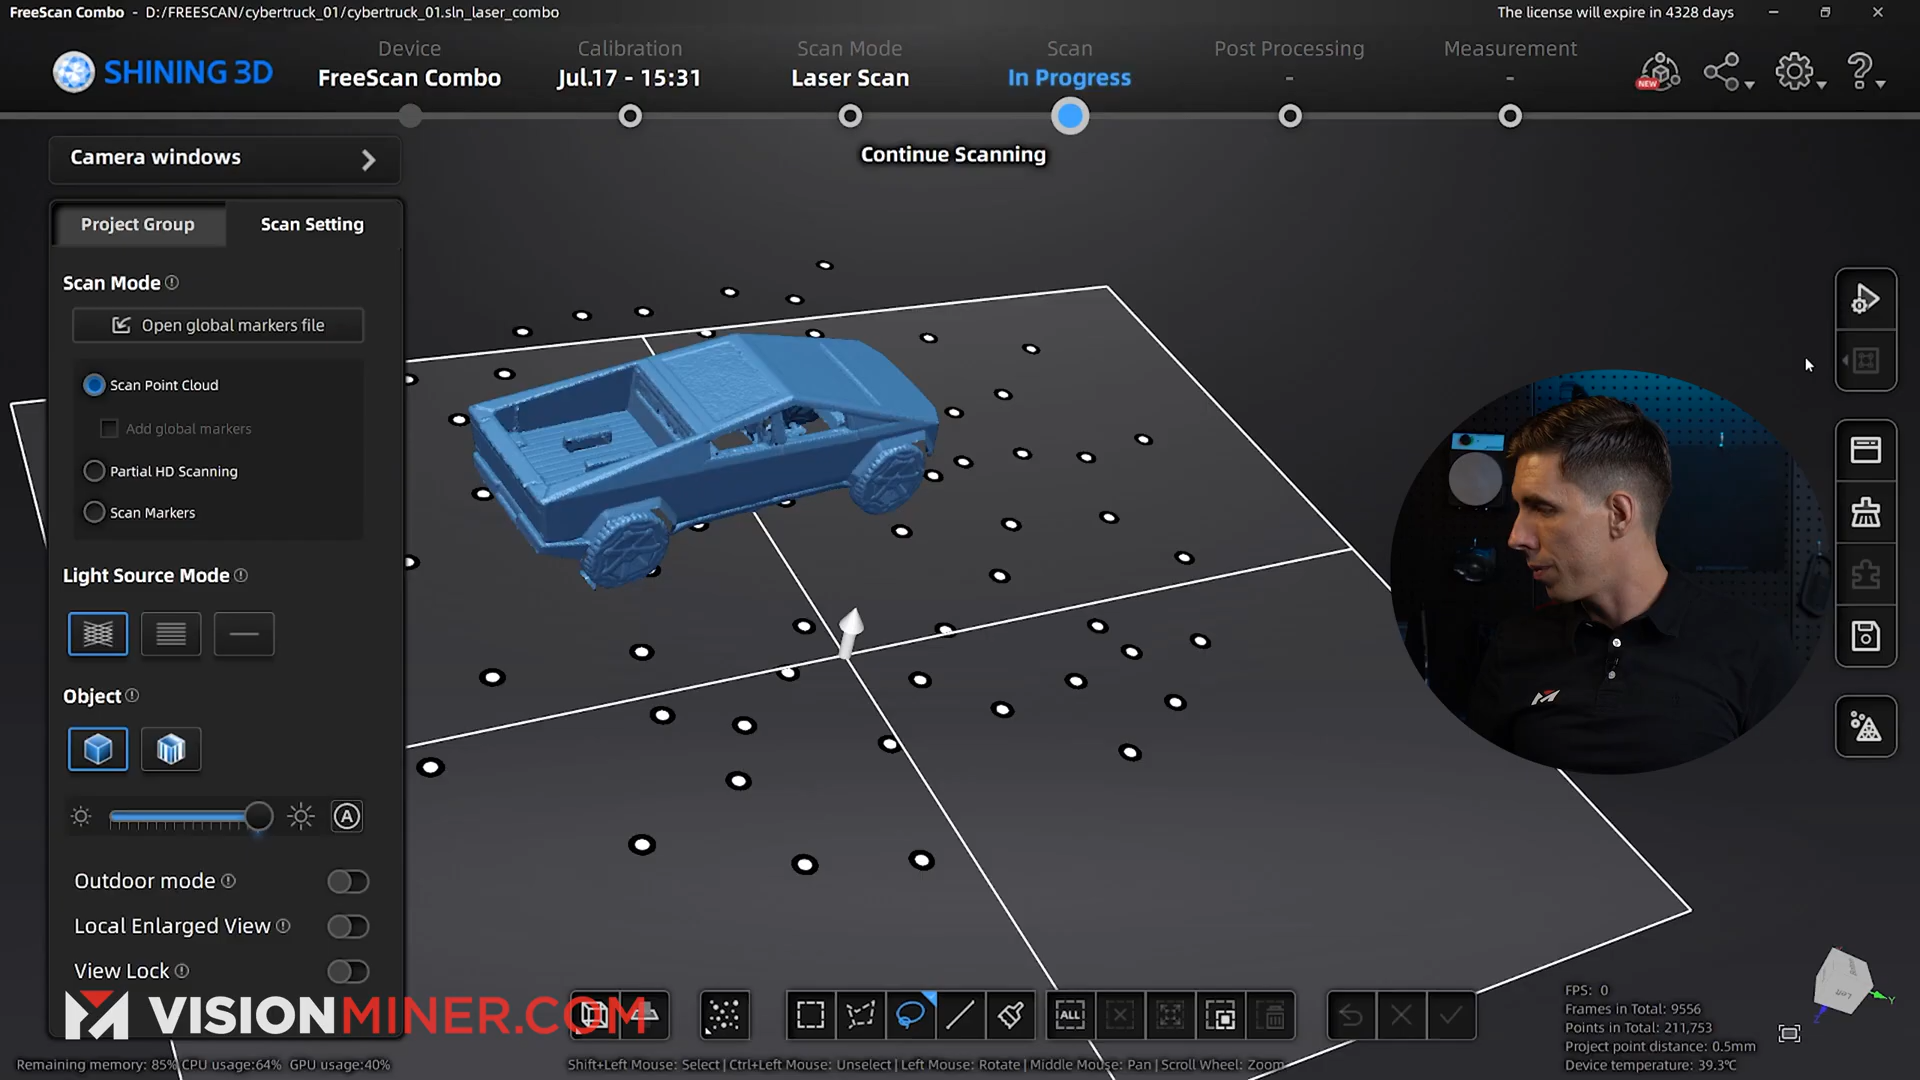 FreeScan Combo - D:/FREESCAN/cybertruck_01/cybertruck_01.sln_laser_combo
The license will expire in 4328 days
SHINING 3D
Device
FreeScan Combo
Calibration
Jul.17 - 15:31
Scan Mode
Laser Scan
Scan
In Progress
Post Processing
-
Measurement
-
NEW
Continue Scanning
Camera windows
Project Group
Scan Setting
Scan Mode
Open global markers file
Scan Point Cloud
Add global markers
Partial HD Scanning
Scan Markers
Light Source Mode
Object
A
Outdoor mode
Local Enlarged View
View Lock
VISIONMINER.COM
ALL
FPS: 0
Frames in Total: 9556
Points in Total: 211,753
Project point distance: 0.5mm
Device temperature: 39.3℃
Remaining memory: 85% CPU usage:64% GPU usage:40%
Shift+Left Mouse: Select | Ctrl+Left Mouse: Unselect | Left Mouse: Rotate | Middle Mouse: Pan | Scroll Wheel: Zoom